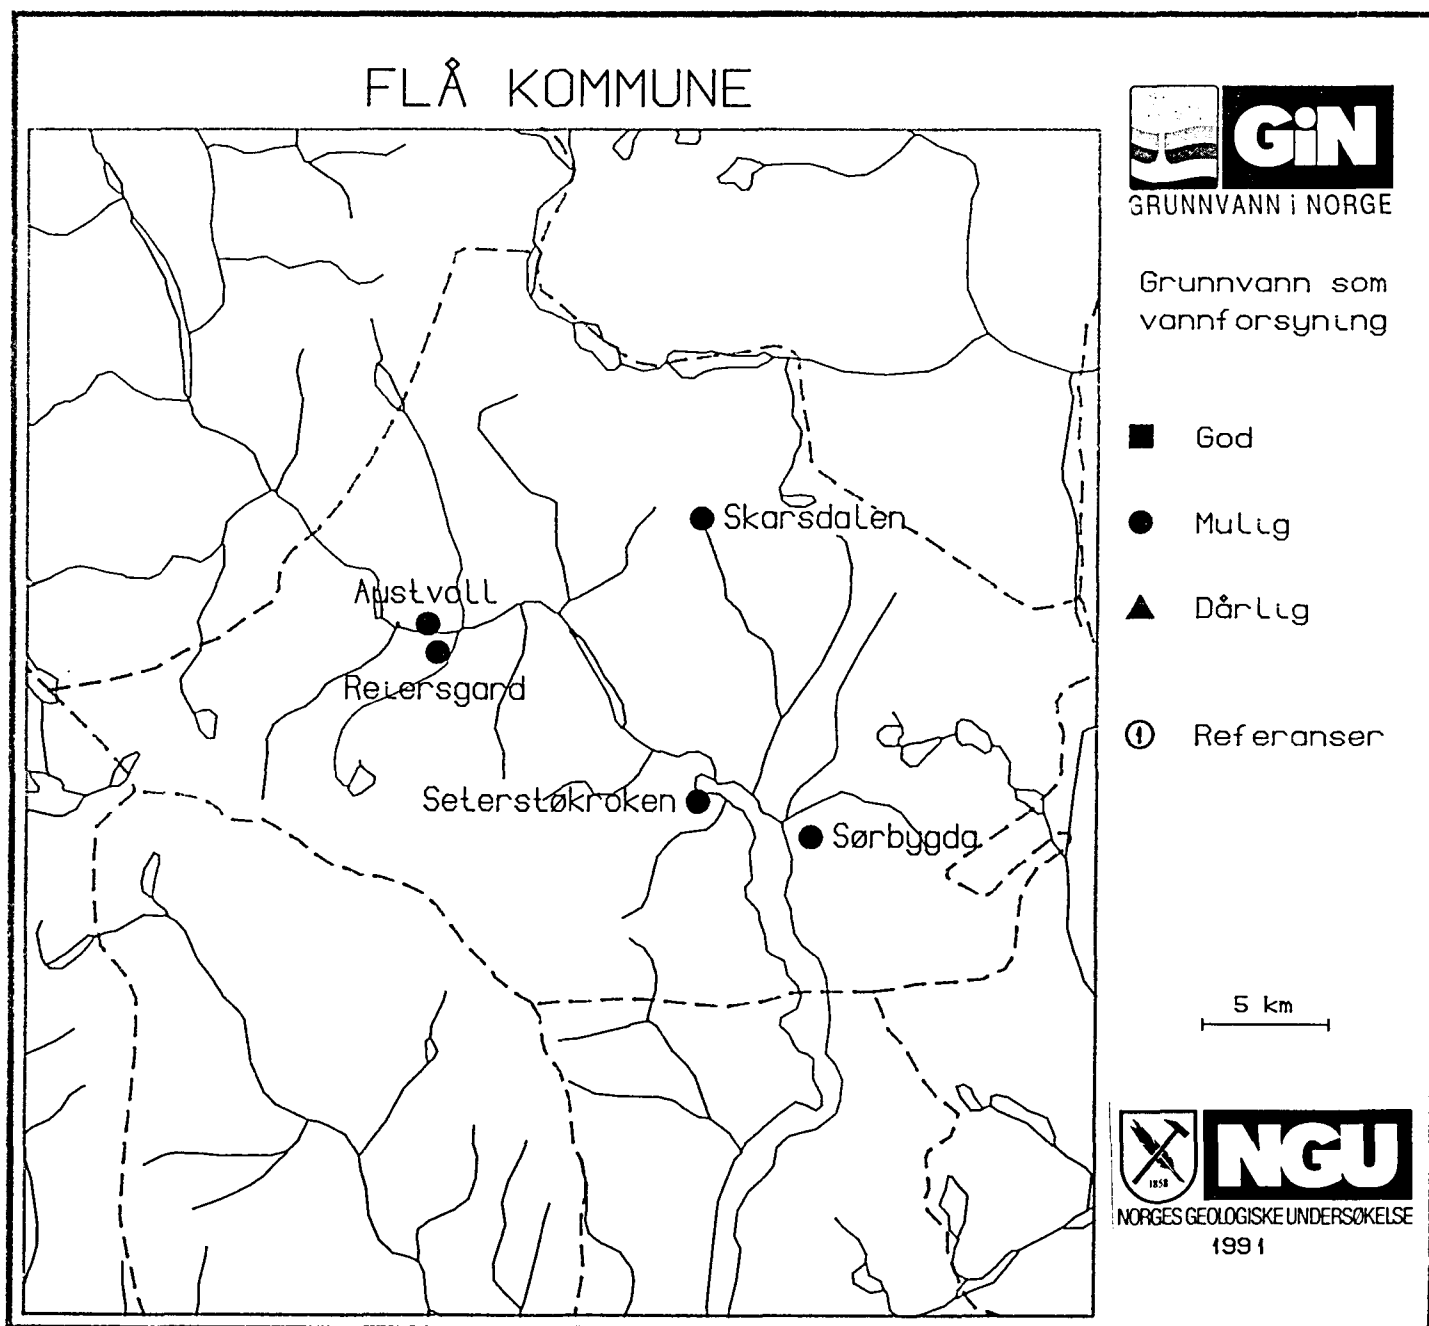 FLÅ KOMMUNE
GiN
GRUNNVANN i NORGE
Grunnvann som
vannforsyning
God
Mulig
Dårlig
Referanser
Skarsdalen
Austvoll
Reiersgard
Seterstøkroken
Sørbygda
5 km
1858
NGU
NORGES GEOLOGISKE UNDERSØKELSE
1991